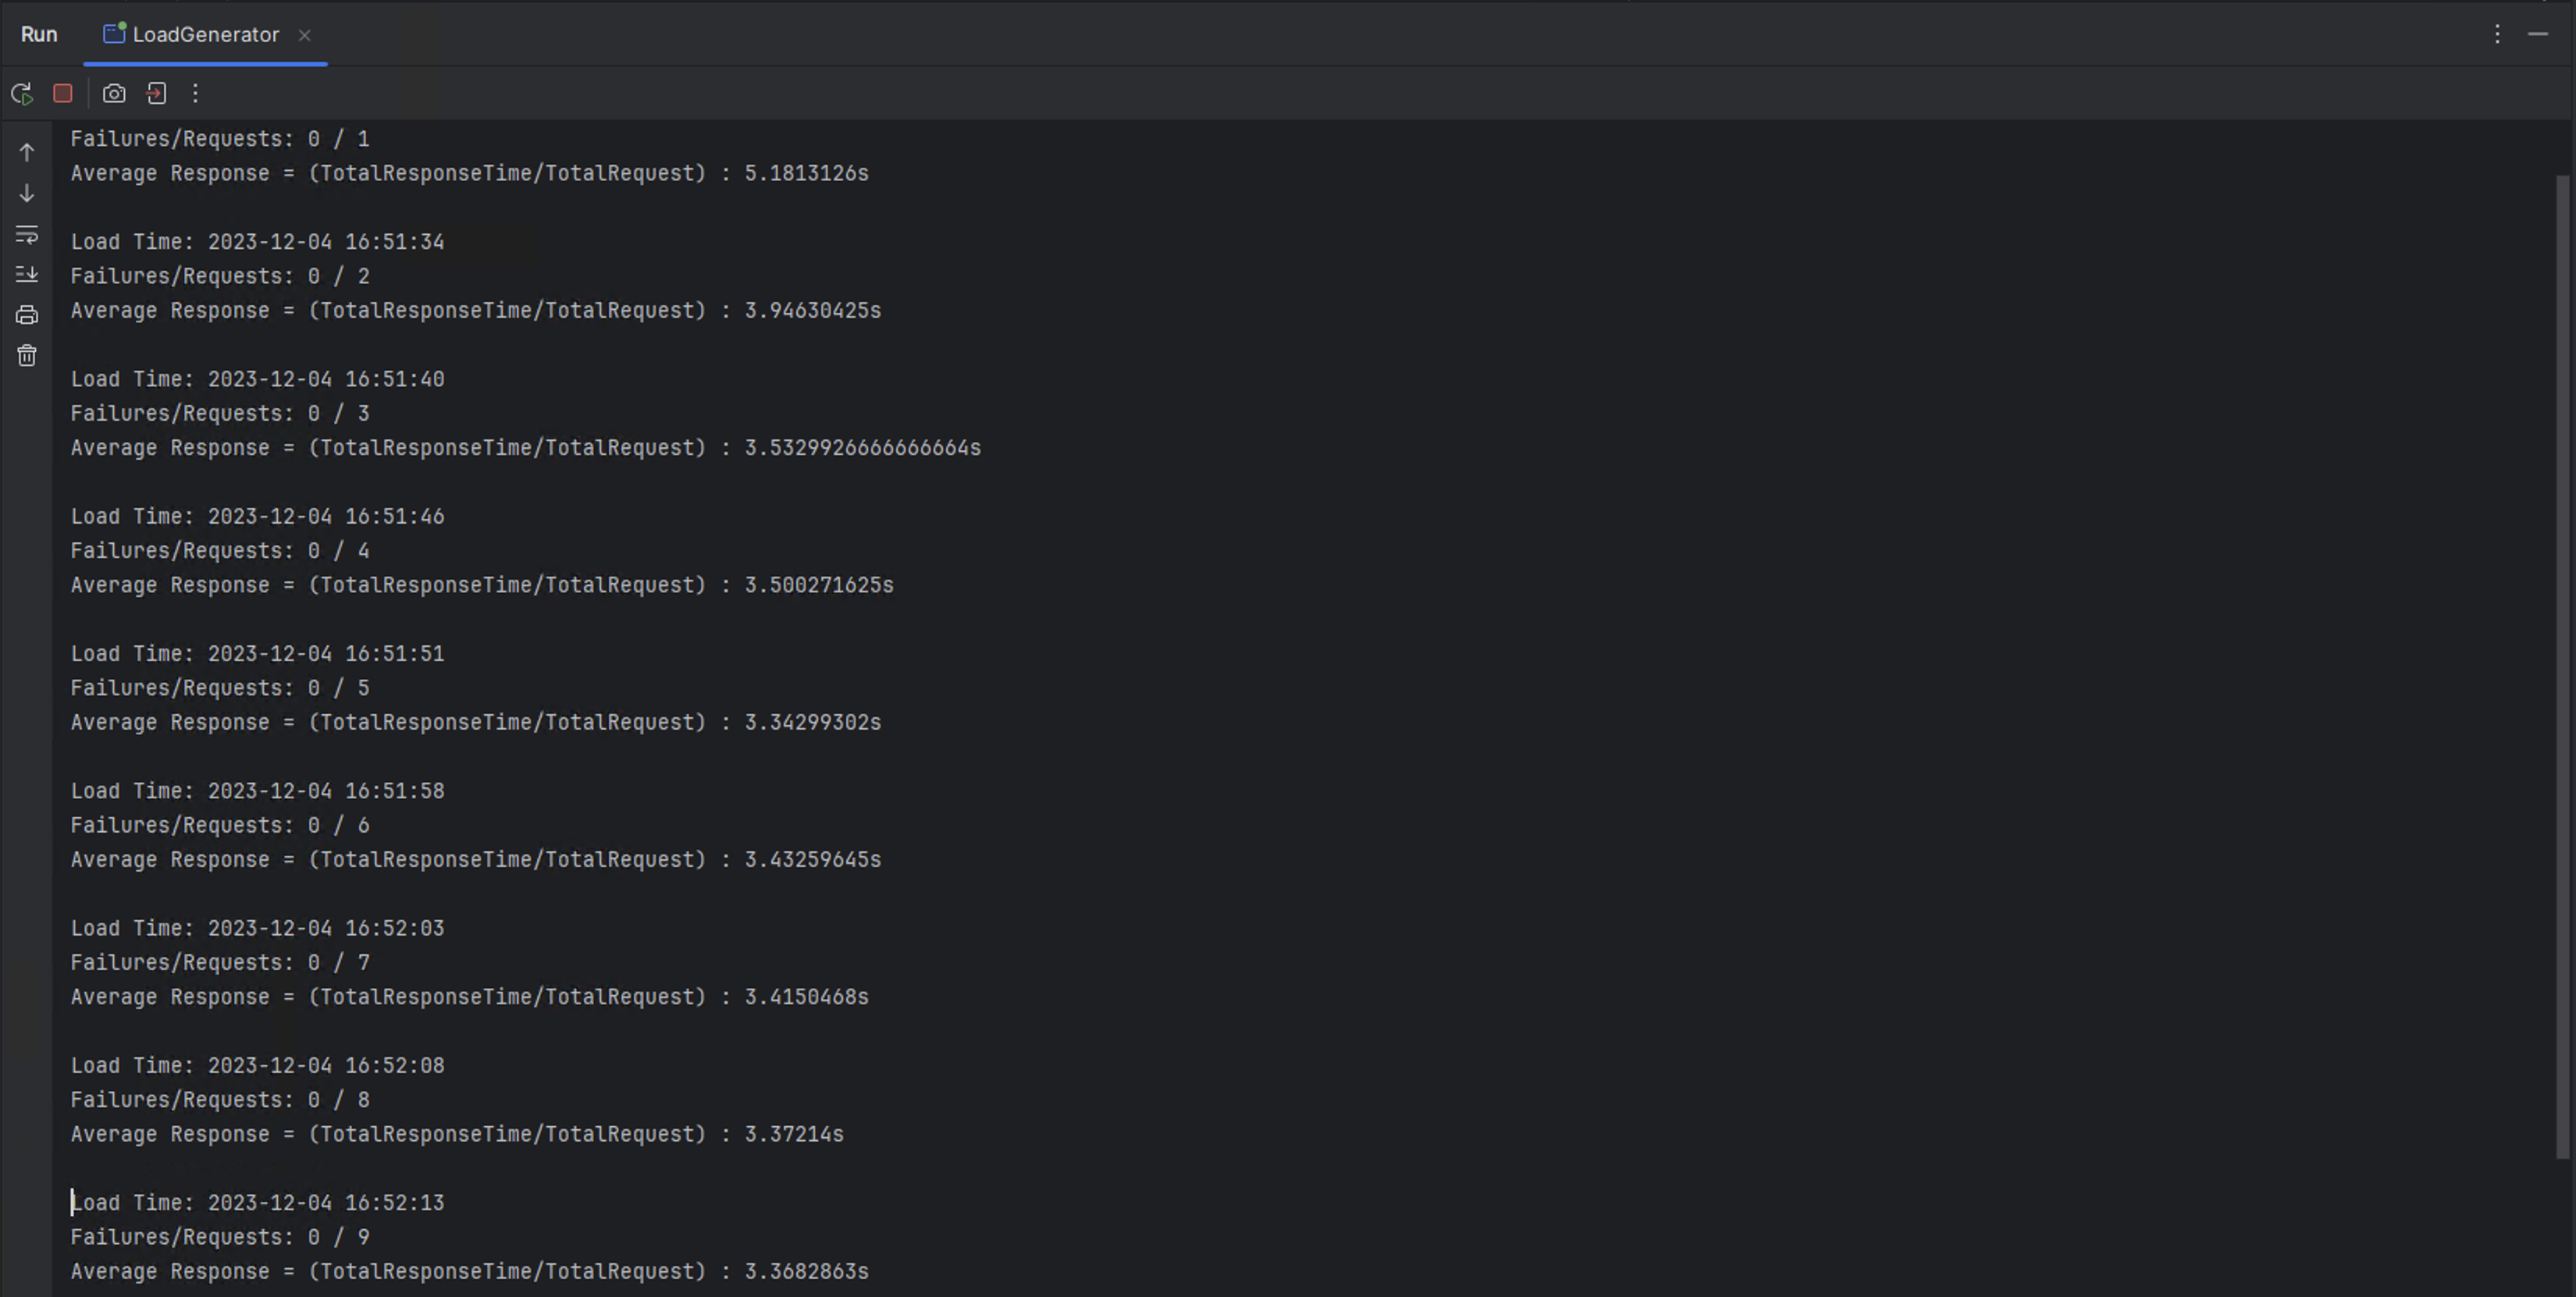 Run LoadGenerator
Failures/Requests: 0 / 1
Average Response = (TotalResponseTime/TotalRequest) : 5.1813126s
Load Time: 2023-12-04 16:51:34
Failures/Requests: 0 / 2
Average Response = (TotalResponseTime/TotalRequest) : 3.94630425s
Load Time: 2023-12-04 16:51:40
Failures/Requests: 0 / 3
Average Response = (TotalResponseTime/TotalRequest) : 3.5329926666666664s
Load Time: 2023-12-04 16:51:46
Failures/Requests: 0 / 4
Average Response = (TotalResponseTime/TotalRequest) : 3.500271625s
Load Time: 2023-12-04 16:51:51
Failures/Requests: 0 / 5
Average Response = (TotalResponseTime/TotalRequest) : 3.34299302s
Load Time: 2023-12-04 16:51:58
Failures/Requests: 0 / 6
Average Response = (TotalResponseTime/TotalRequest) : 3.43259645s
Load Time: 2023-12-04 16:52:03
Failures/Requests: 0 / 7
Average Response = (TotalResponseTime/TotalRequest) : 3.4150468s
Load Time: 2023-12-04 16:52:08
Failures/Requests: 0 / 8
Average Response = (TotalResponseTime/TotalRequest) : 3.37214s
Load Time: 2023-12-04 16:52:13
Failures/Requests: 0 / 9
Average Response = (TotalResponseTime/TotalRequest) : 3.3682863s